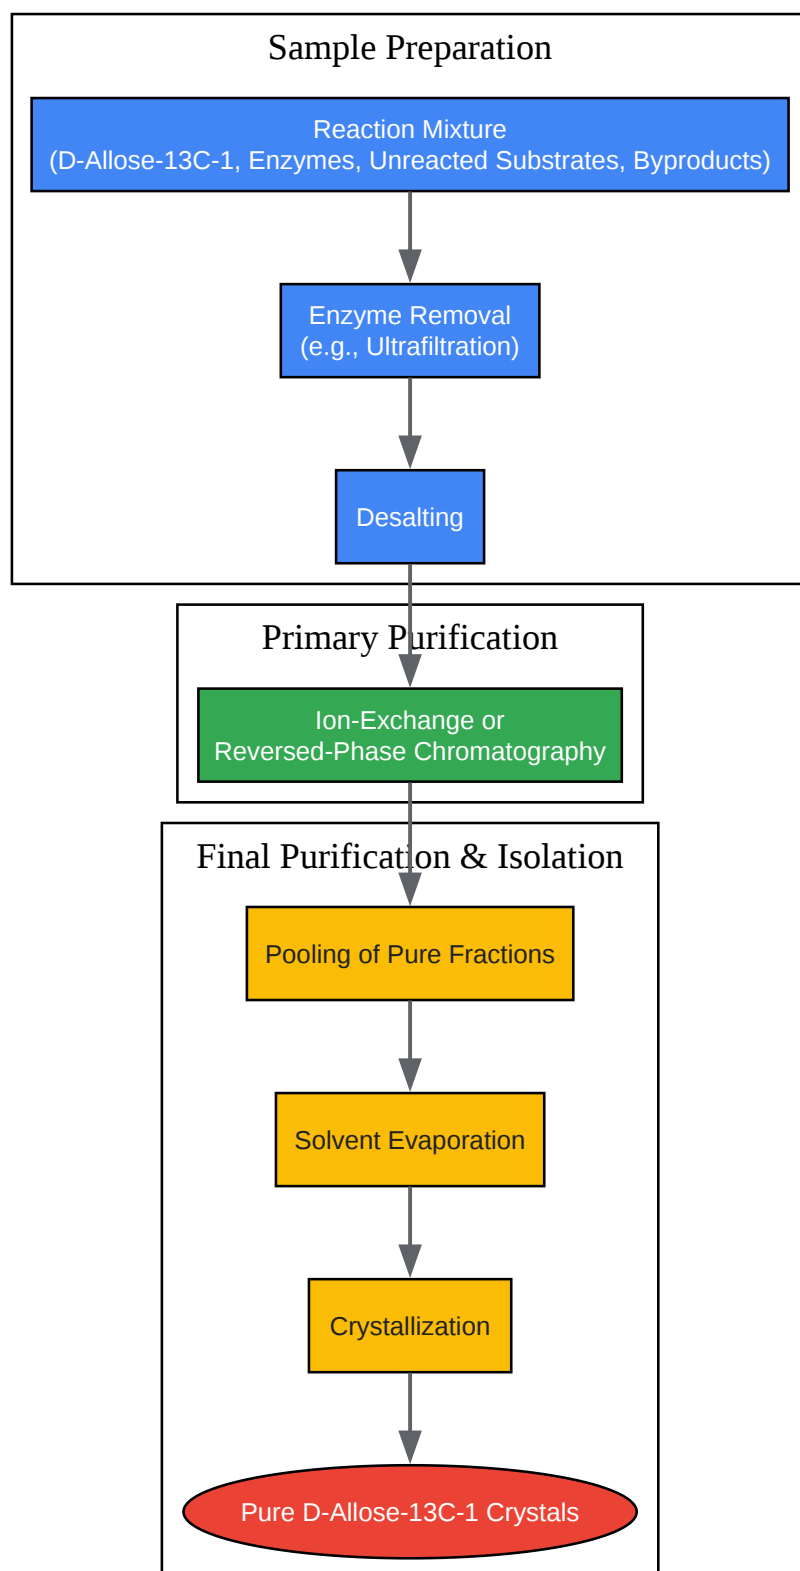 Sample Preparation
Reaction Mixture
(D-Allose-13C-1, Enzymes, Unreacted Substrates, Byproducts)
Enzyme Removal
(e.g., Ultrafiltration)
Desalting
Primary Purification
Ion-Exchange or
Reversed-Phase Chromatography
Final Purification & Isolation
Pooling of Pure Fractions
Solvent Evaporation
Crystallization
Pure D-Allose-13C-1 Crystals